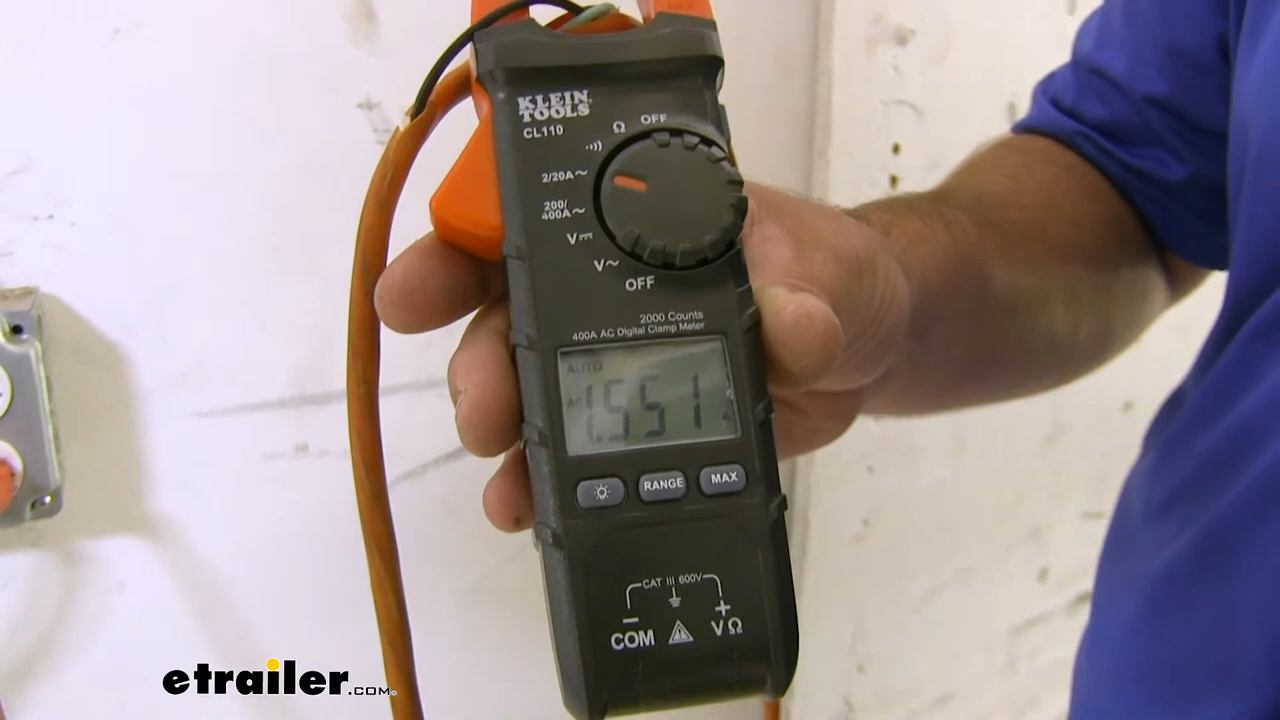 KLEIN
TOOLS
CL110
OFF
Ω
2/20A~
200/
400A~
V⎓
V~
OFF
2000 Counts
400A AC Digital Clamp Meter
AUTO
AC
1.551
RANGE
MAX
CAT III 600V
COM
VΩ
etrailer.com